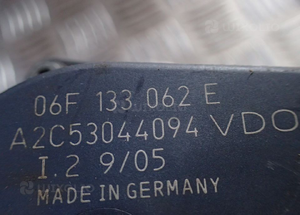 06F 133 062 E
A2C53044094 VDO
I.2 9/05
MADE IN GERMANY